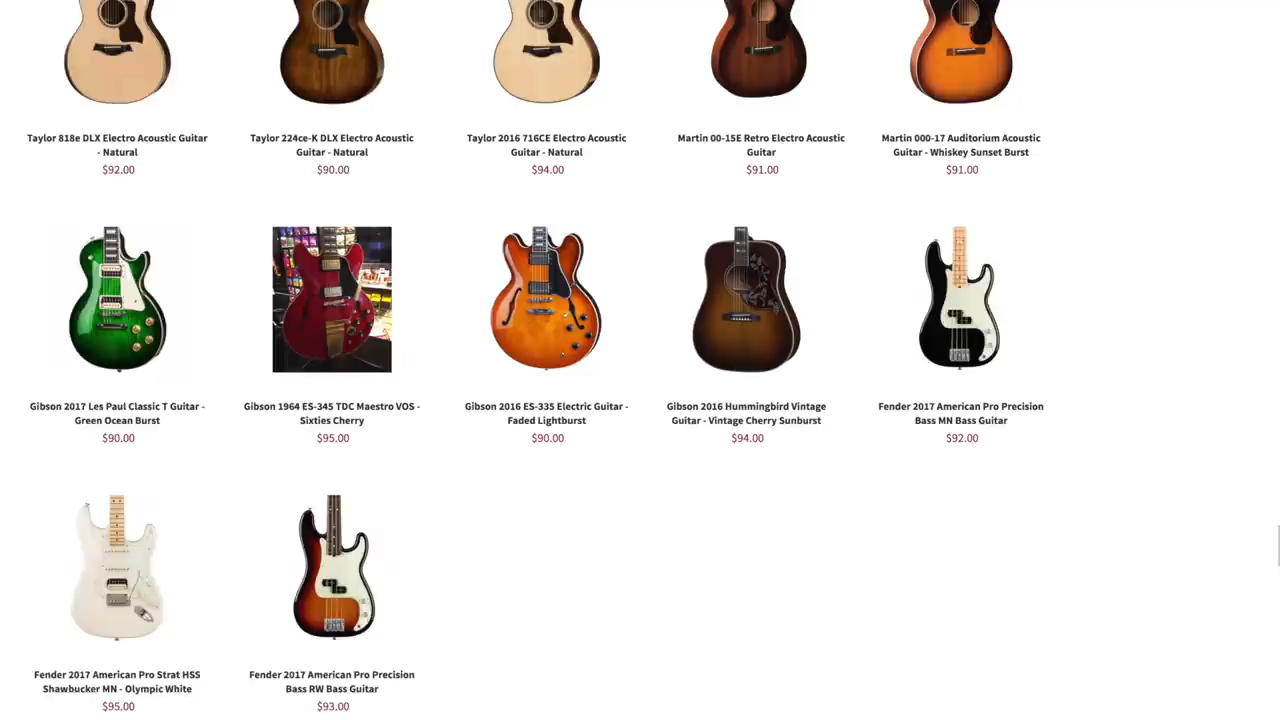 Taylor 818e DLX Electro Acoustic Guitar
- Natural
$92.00
Taylor 224ce-K DLX Electro Acoustic
Guitar - Natural
$90.00
Taylor 2016 716CE Electro Acoustic
Guitar - Natural
$94.00
Martin 00-15E Retro Electro Acoustic
Guitar
$91.00
Martin 000-17 Auditorium Acoustic
Guitar - Whiskey Sunset Burst
$91.00
Gibson 2017 Les Paul Classic T Guitar -
Green Ocean Burst
$90.00
Gibson 1964 ES-345 TDC Maestro VOS -
Sixties Cherry
$95.00
Gibson 2016 ES-335 Electric Guitar -
Faded Lightburst
$90.00
Gibson 2016 Hummingbird Vintage
Guitar - Vintage Cherry Sunburst
$94.00
Fender 2017 American Pro Precision
Bass MN Bass Guitar
$92.00
Fender 2017 American Pro Strat HSS
Shawbucker MN - Olympic White
$95.00
Fender 2017 American Pro Precision
Bass RW Bass Guitar
$93.00